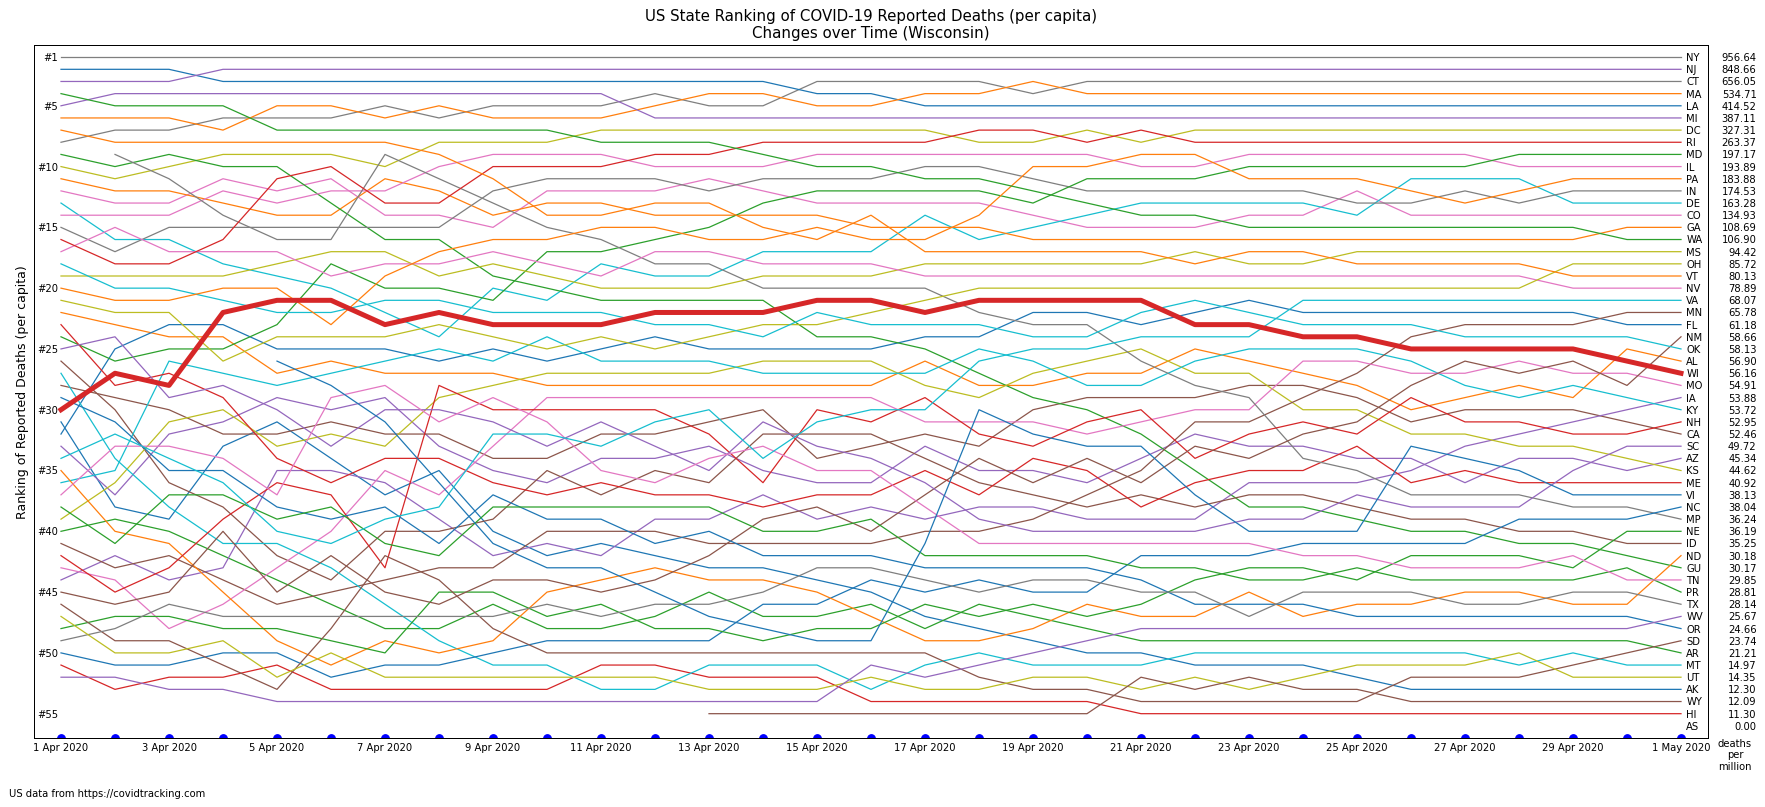 US State Ranking of COVID-19 Reported Deaths (per capita)
Changes over Time (Wisconsin)
Ranking of Reported Deaths (per capita)
#1
#5
#10
#15
#20
#25
#30
#35
#40
#45
#50
#55
NY 956.64
NJ 848.66
CT 656.05
MA 534.71
LA 414.52
MI 387.11
DC 327.31
RI 263.37
MD 197.17
IL 193.89
PA 183.88
IN 174.53
DE 163.28
CO 134.93
GA 108.69
WA 106.90
MS 94.42
OH 85.72
VT 80.13
NV 78.89
VA 68.07
MN 65.78
FL 61.18
NM 58.66
OK 58.13
AL 56.90
WI 56.16
MO 54.91
IA 53.88
KY 53.72
NH 52.95
CA 52.46
SC 49.72
AZ 45.34
KS 44.62
ME 40.92
VI 38.13
NC 38.04
MP 36.24
NE 36.19
ID 35.25
ND 30.18
GU 30.17
TN 29.85
PR 28.81
TX 28.14
WV 25.67
OR 24.66
SD 23.74
AR 21.21
MT 14.97
UT 14.35
AK 12.30
WY 12.09
HI 11.30
AS 0.00
1 Apr 2020 3 Apr 2020 5 Apr 2020 7 Apr 2020 9 Apr 2020 11 Apr 2020 13 Apr 2020 15 Apr 2020 17 Apr 2020 19 Apr 2020 21 Apr 2020 23 Apr 2020 25 Apr 2020 27 Apr 2020 29 Apr 2020 1 May 2020
deaths
per
million
US data from https://covidtracking.com